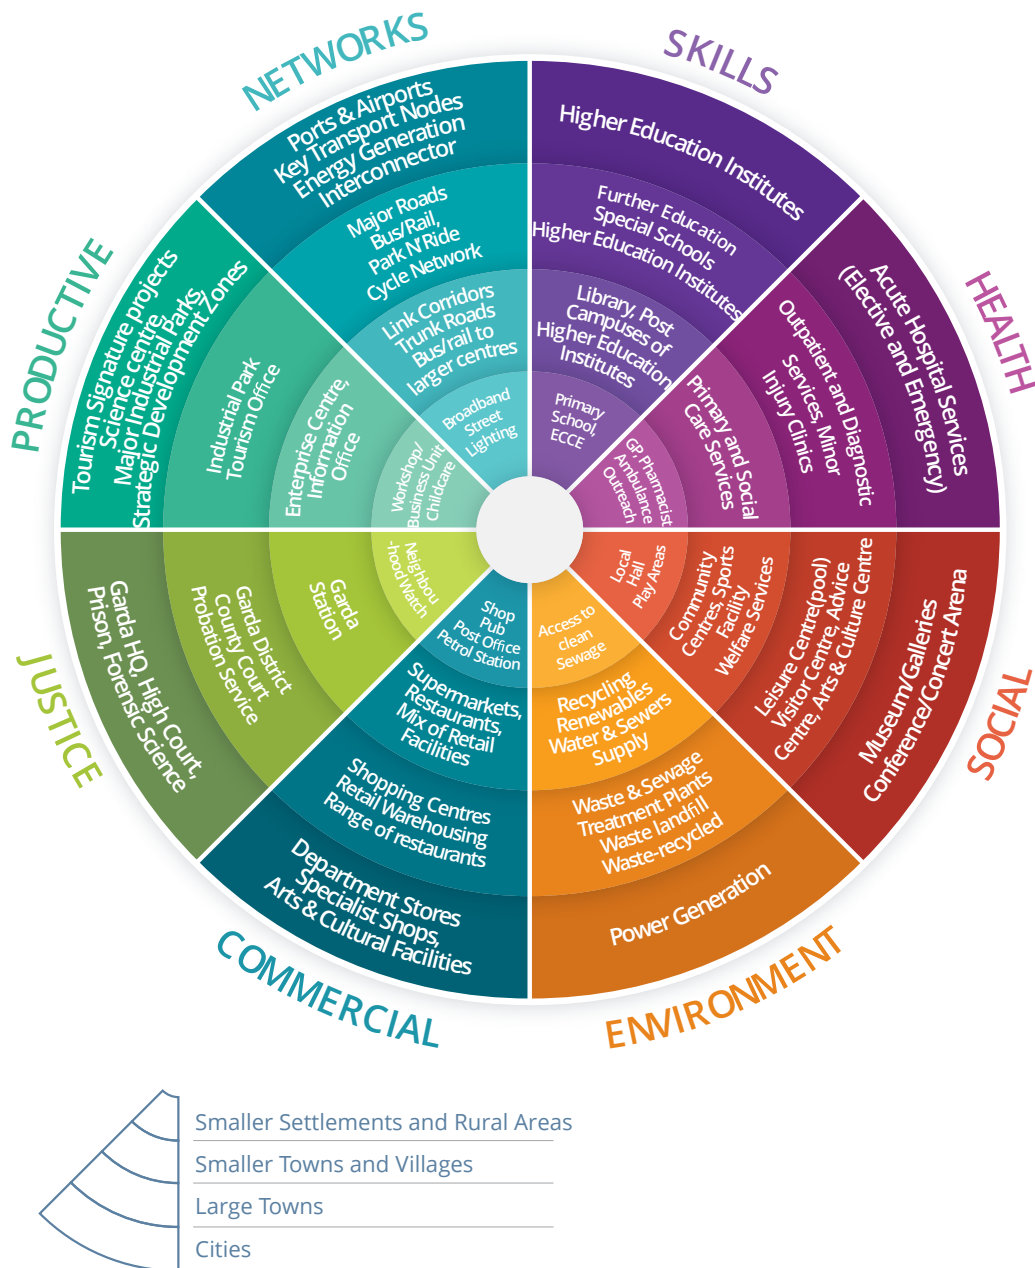 NETWORKS
Ports & Airports
Key Transport Nodes
Energy Generation
Interconnector
Major Roads
Bus/Rail,
Park N'Ride
Cycle Network
Link Corridors
Trunk Roads
Bus/rail to
larger centres
Broadband
Street
Lighting
SKILLS
Higher Education Institutes
Further Education
Special Schools
Higher Education Institutes
Library, Post
Campuses of
Higher Education
Institutes
Primary
School,
ECCE
HEALTH
Acute Hospital Services
(Elective and Emergency)
Outpatient and Diagnostic
Services, Minor
Injury Clinics
Primary and Social
Care Services
GP, Pharmacist
Ambulance
Outreach
SOCIAL
Museum/Galleries
Conference/Concert Arena
Leisure Centre(pool)
Visitor Centre, Advice
Centre, Arts & Culture Centre
Community
Centres, Sports
Facility
Welfare Services
Local
Hall
Play Areas
ENVIRONMENT
Access to
clean
Sewage
Recycling
Renewables
Water & Sewers
Supply
Waste & Sewage
Treatment Plants
Waste landfill
Waste-recycled
Power Generation
COMMERCIAL
Shop
Pub
Post Office
Petrol Station
Supermarkets,
Restaurants,
Mix of Retail
Facilities
Shopping Centres
Retail Warehousing
Range of restaurants
Department Stores
Specialist Shops,
Arts & Cultural Facilities
JUSTICE
Neighbou
-hood Watch
Garda
Station
Garda District
County Court
Probation Service
Garda HQ, High Court,
Prison, Forensic Science
PRODUCTIVE
Tourism Signature projects
Science centre,
Major Industrial Parks,
Strategic Development Zones
Industrial Park
Tourism Office
Enterprise Centre,
Information
Office
Workshop/
Business Unit
Childcare
Smaller Settlements and Rural Areas
Smaller Towns and Villages
Large Towns
Cities